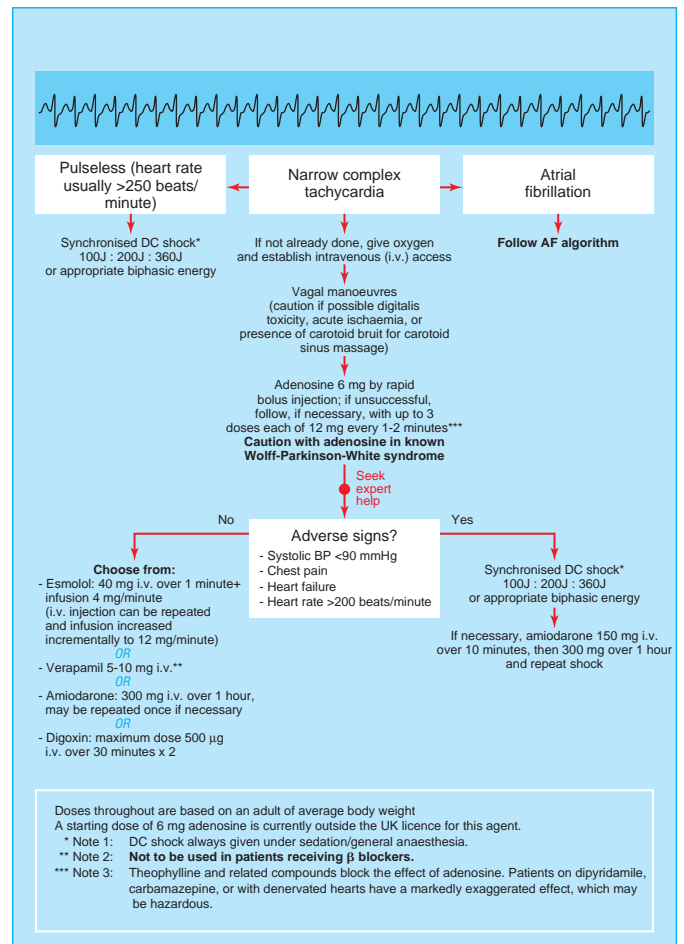 Pulseless (heart rate
usually >250 beats/
minute)
Narrow complex
tachycardia
Atrial
fibrillation
Synchronised DC shock*
100J : 200J : 360J
or appropriate biphasic energy
If not already done, give oxygen
and establish intravenous (i.v.) access
Follow AF algorithm
Vagal manoeuvres
(caution if possible digitalis
toxicity, acute ischaemia, or
presence of carotoid bruit for carotoid
sinus massage)
Adenosine 6 mg by rapid
bolus injection; if unsuccessful,
follow, if necessary, with up to 3
doses each of 12 mg every 1-2 minutes***
Caution with adenosine in known
Wolff-Parkinson-White syndrome
Seek
expert
help
No
Adverse signs?
- Systolic BP <90 mmHg
- Chest pain
- Heart failure
- Heart rate >200 beats/minute
Yes
Choose from:
- Esmolol: 40 mg i.v. over 1 minute+
infusion 4 mg/minute
(i.v. injection can be repeated
and infusion increased
incrementally to 12 mg/minute)
OR
- Verapamil 5-10 mg i.v.**
OR
- Amiodarone: 300 mg i.v. over 1 hour,
may be repeated once if necessary
OR
- Digoxin: maximum dose 500 µg
i.v. over 30 minutes x 2
Synchronised DC shock*
100J : 200J : 360J
or appropriate biphasic energy
If necessary, amiodarone 150 mg i.v.
over 10 minutes, then 300 mg over 1 hour
and repeat shock
Doses throughout are based on an adult of average body weight
A starting dose of 6 mg adenosine is currently outside the UK licence for this agent.
* Note 1: DC shock always given under sedation/general anaesthesia.
** Note 2: Not to be used in patients receiving β blockers.
*** Note 3: Theophylline and related compounds block the effect of adenosine. Patients on dipyridamile,
carbamazepine, or with denervated hearts have a markedly exaggerated effect, which may
be hazardous.